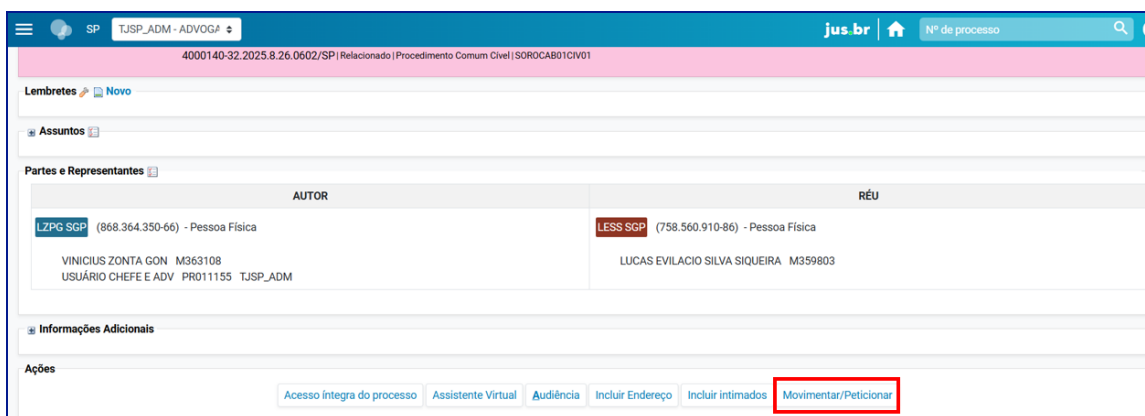 SP TJSP_ADM - ADVOGA jus.br Nº de processo
4000140-32.2025.8.26.0602/SP | Relacionado | Procedimento Comum Cível | SOROCAB01CIV01
Lembretes Novo
Assuntos
Partes e Representantes
AUTOR RÉU
LZPG SGP (868.364.350-66) - Pessoa Física LESS SGP (758.560.910-86) - Pessoa Física
VINICIUS ZONTA GON M363108 LUCAS EVILACIO SILVA SIQUEIRA M359803
USUÁRIO CHEFE E ADV PR011155 TJSP_ADM
Informações Adicionais
Ações
Acesso íntegra do processo Assistente Virtual Audiência Incluir Endereço Incluir intimados Movimentar/Peticionar